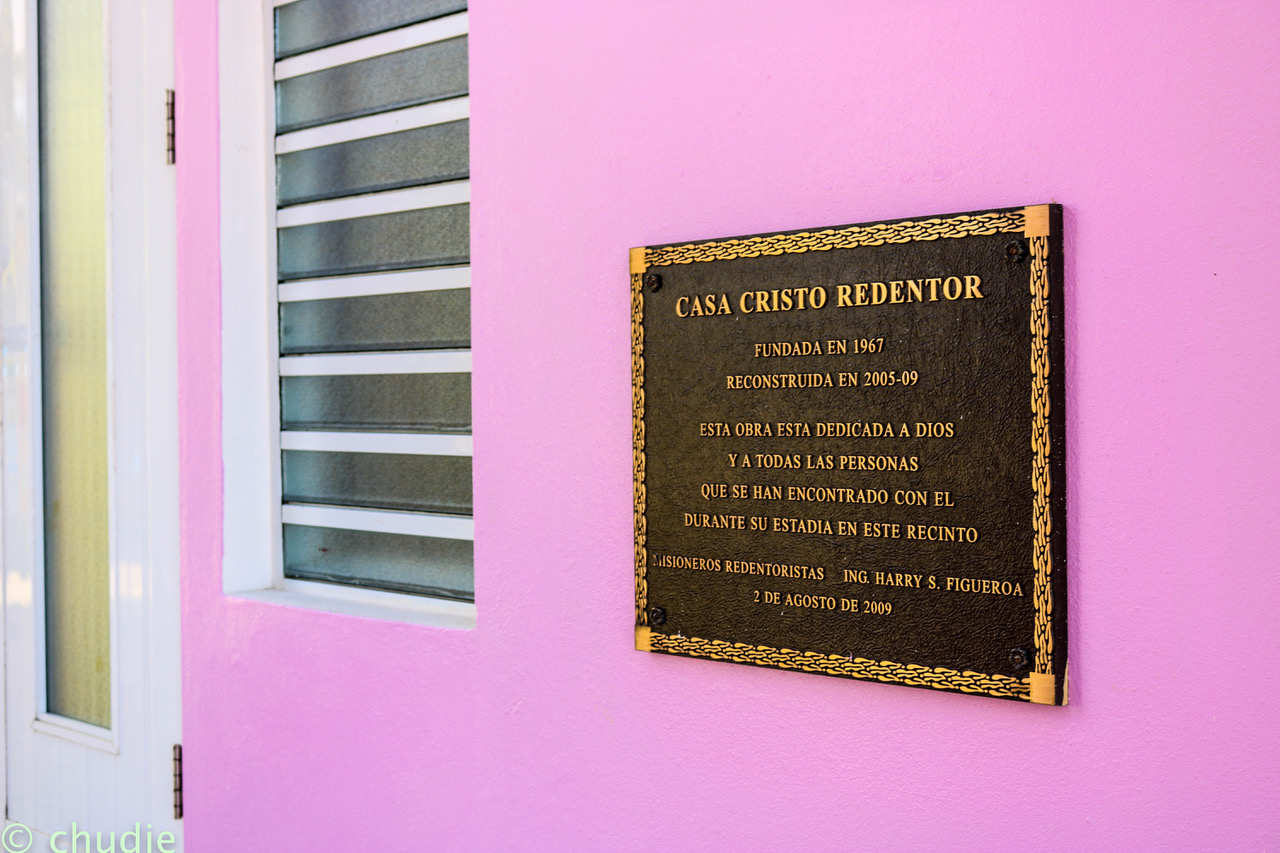 CASA CRISTO REDENTOR
FUNDADA EN 1967
RECONSTRUIDA EN 2005-09
ESTA OBRA ESTA DEDICADA A DIOS
Y A TODAS LAS PERSONAS
QUE SE HAN ENCONTRADO CON EL
DURANTE SU ESTADIA EN ESTE RECINTO
MISIONEROS REDENTORISTAS ING. HARRY S. FIGUEROA
2 DE AGOSTO DE 2009
© chudie